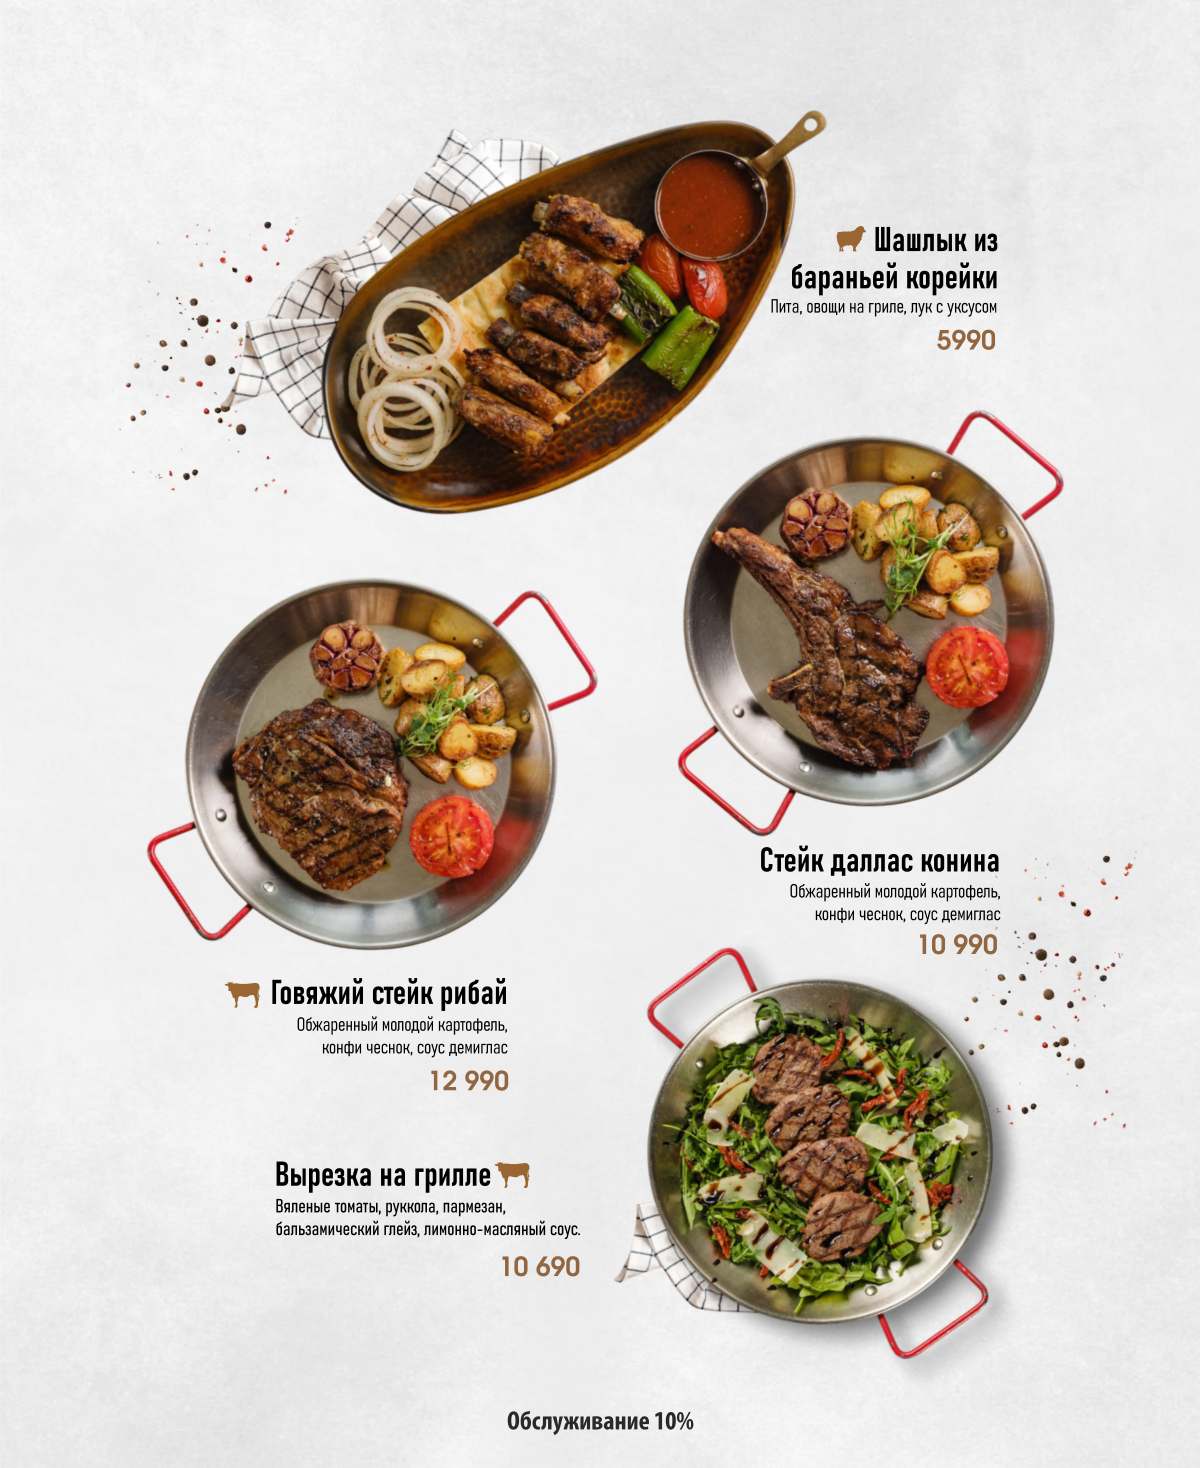 Шашлык из
бараньей корейки
Пита, овощи на гриле, лук с уксусом
5990
Стейк даллас конина
Обжаренный молодой картофель,
конфи чеснок, соус демиглас
10 990
Говяжий стейк рибай
Обжаренный молодой картофель,
конфи чеснок, соус демиглас
12 990
Вырезка на грилле
Вяленые томаты, руккола, пармезан,
бальзамический глейз, лимонно-масляный соус.
10 690
Обслуживание 10%